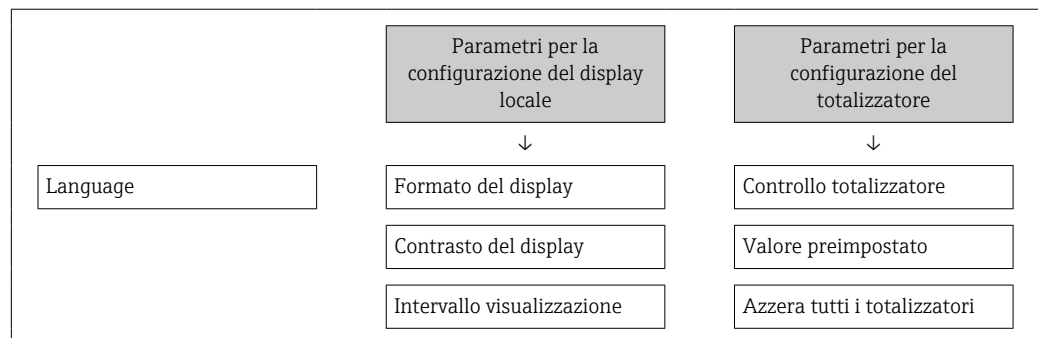 Parametri per la
configurazione del display
locale
Parametri per la
configurazione del
totalizzatore
↓
↓
Language
Formato del display
Controllo totalizzatore
Contrasto del display
Valore preimpostato
Intervallo visualizzazione
Azzera tutti i totalizzatori